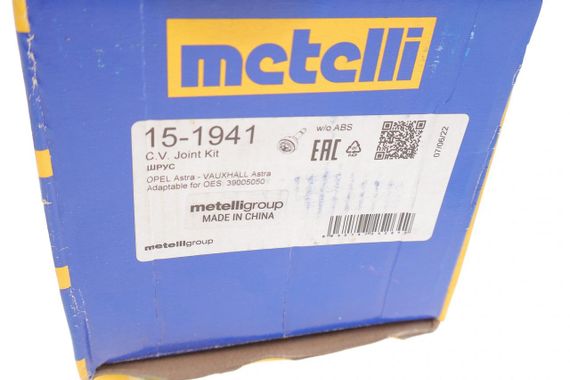 metelli
15-1941
w/o ABS
C.V. Joint Kit
ШРУС
EAC
07/06/22
OPEL Astra - VAUXHALL Astra
Adaptable for OES: 39005050
metelligroup
MADE IN CHINA
metelligroup